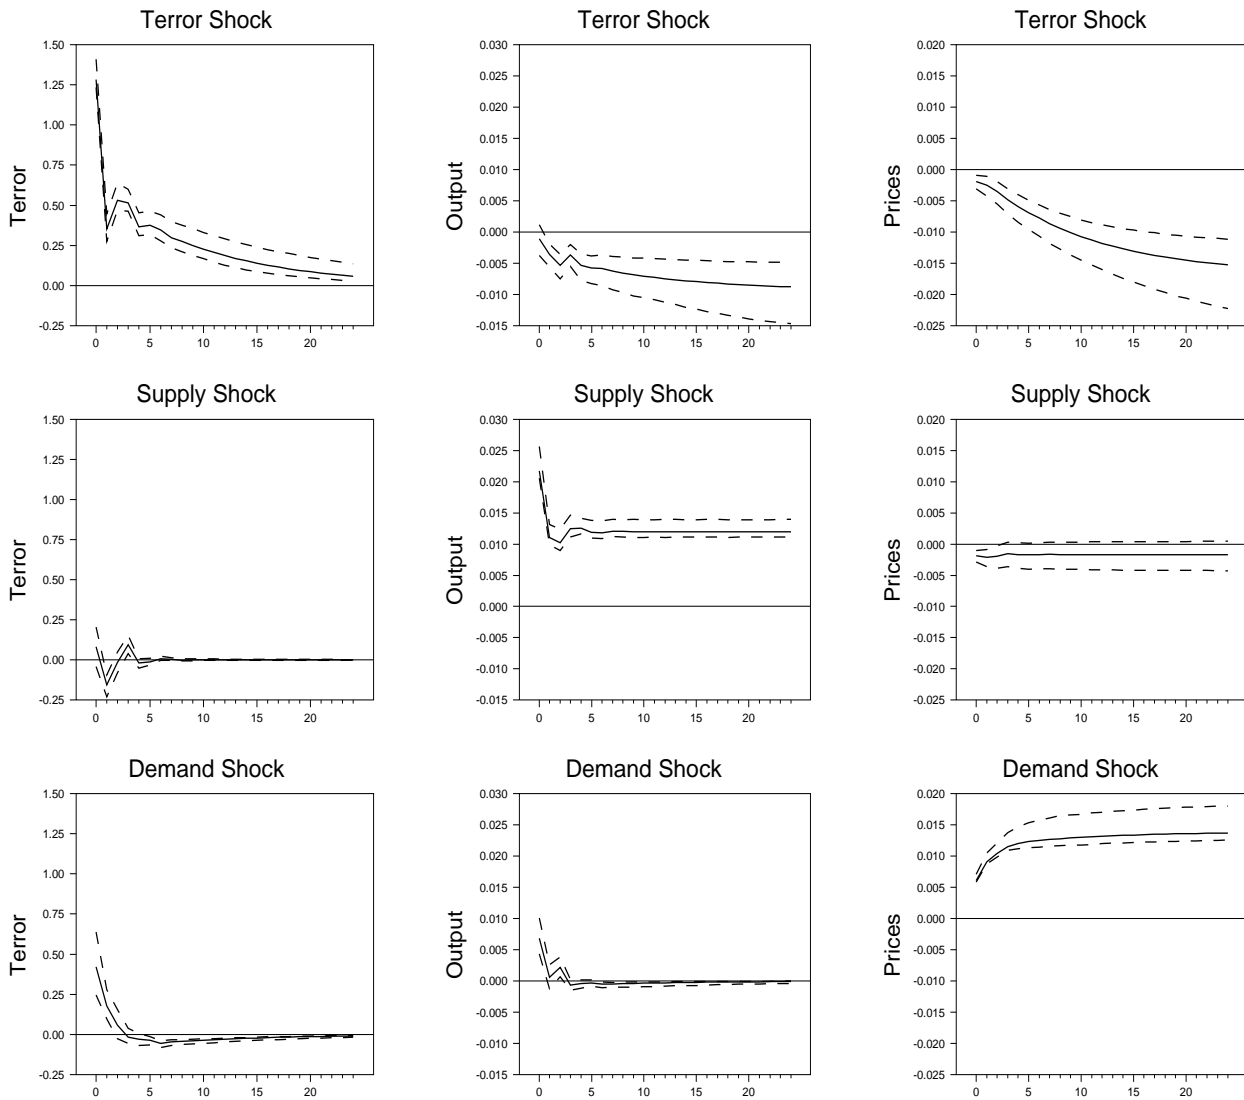 Terror Shock Terror Shock Terror Shock
1.50 0.030 0.020
1.25 0.025 0.015
1.00 0.020 0.010
0.75 0.015 0.005
0.50 0.010 0.000
0.25 0.005 -0.005
0.00 0.000 -0.010
-0.25 -0.005 -0.015
-0.010 -0.020
-0.015 -0.025
Terror Output Prices
0 5 10 15 20 0 5 10 15 20 0 5 10 15 20
Supply Shock Supply Shock Supply Shock
1.50 0.030 0.020
1.25 0.025 0.015
1.00 0.020 0.010
0.75 0.015 0.005
0.50 0.010 0.000
0.25 0.005 -0.005
0.00 0.000 -0.010
-0.25 -0.005 -0.015
-0.010 -0.020
-0.015 -0.025
Terror Output Prices
0 5 10 15 20 0 5 10 15 20 0 5 10 15 20
Demand Shock Demand Shock Demand Shock
1.50 0.030 0.020
1.25 0.025 0.015
1.00 0.020 0.010
0.75 0.015 0.005
0.50 0.010 0.000
0.25 0.005 -0.005
0.00 0.000 -0.010
-0.25 -0.005 -0.015
-0.010 -0.020
-0.015 -0.025
Terror Output Prices
0 5 10 15 20 0 5 10 15 20 0 5 10 15 20